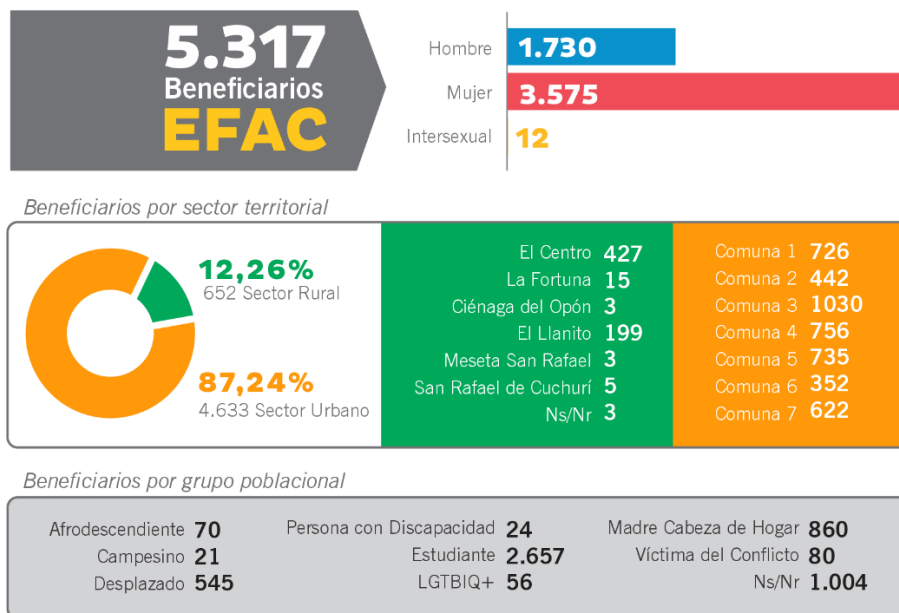 5.317
Beneficiarios
EFAC
Hombre 1.730
Mujer 3.575
Intersexual 12
Beneficiarios por sector territorial
12,26%
652 Sector Rural
87,24%
4.633 Sector Urbano
El Centro 427
La Fortuna 15
Ciénaga del Opón 3
El Llanito 199
Meseta San Rafael 3
San Rafael de Cuchurí 5
Ns/Nr 3
Comuna 1 726
Comuna 2 442
Comuna 3 1030
Comuna 4 756
Comuna 5 735
Comuna 6 352
Comuna 7 622
Beneficiarios por grupo poblacional
Afrodescendiente 70
Campesino 21
Desplazado 545
Persona con Discapacidad 24
Estudiante 2.657
LGTBIQ+ 56
Madre Cabeza de Hogar 860
Víctima del Conflicto 80
Ns/Nr 1.004